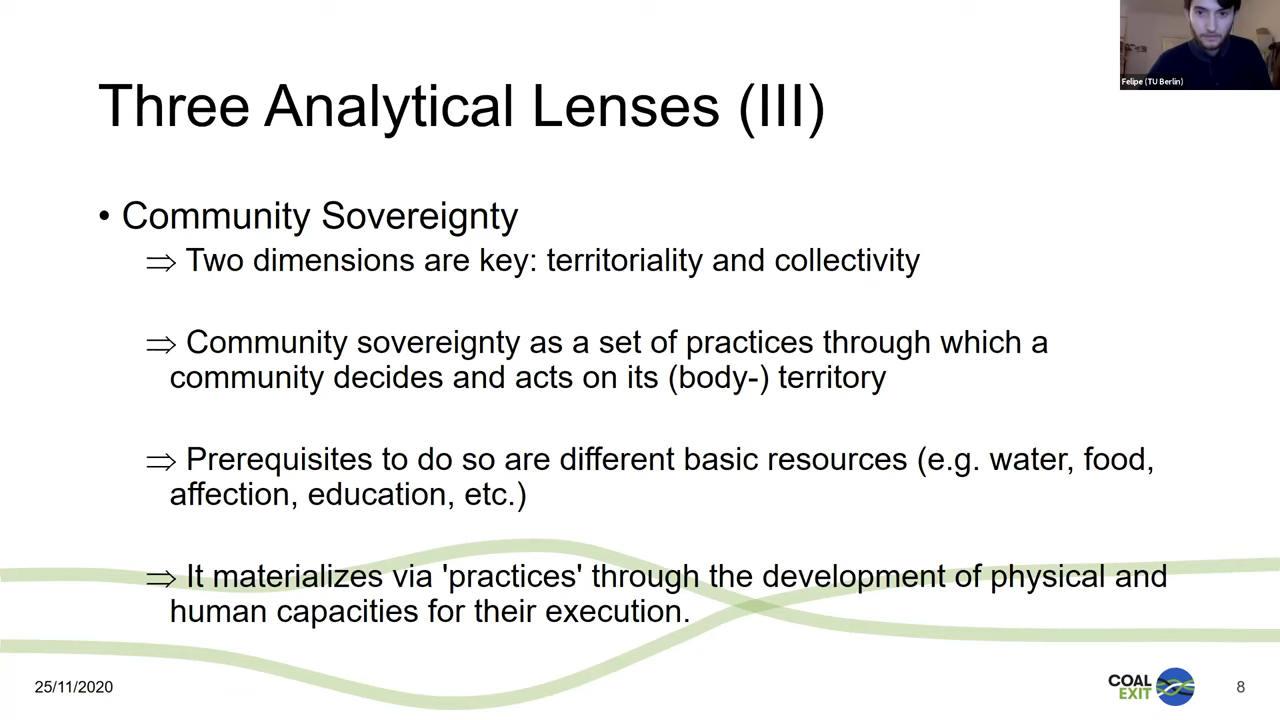 Felipe (TU Berlin)
Three Analytical Lenses (III)
• Community Sovereignty
⇒ Two dimensions are key: territoriality and collectivity
⇒ Community sovereignty as a set of practices through which a
community decides and acts on its (body-) territory
⇒ Prerequisites to do so are different basic resources (e.g. water, food,
affection, education, etc.)
⇒ It materializes via 'practices' through the development of physical and
human capacities for their execution.
25/11/2020
COAL
EXIT
8